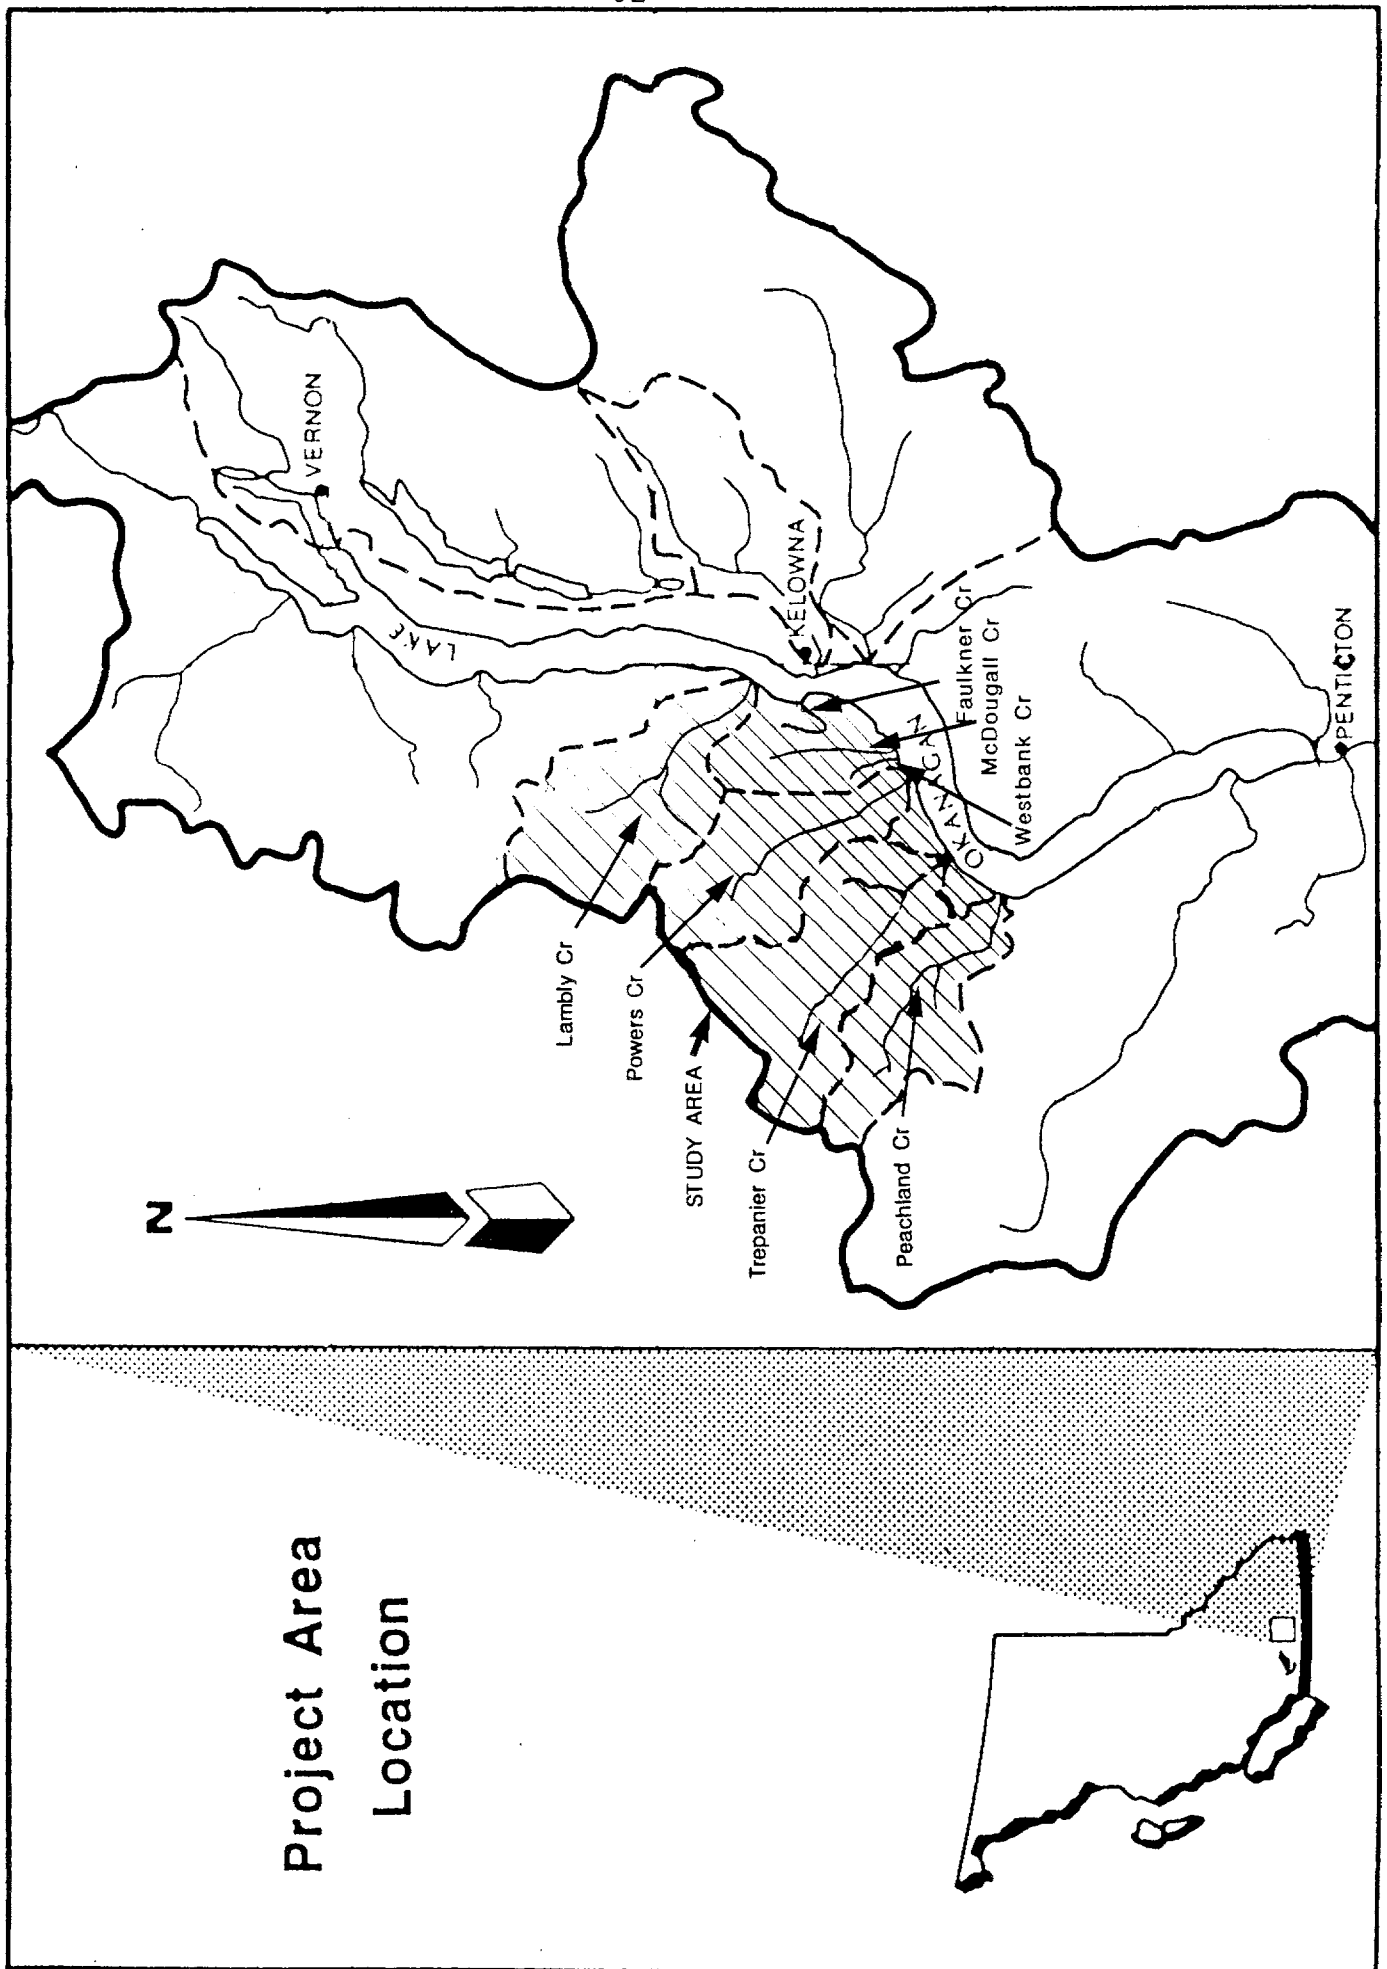 Project Area
Location
N
VERNON
LAKE
KELOWNA
OKANAGAN
PENTICTON
Lambly Cr
Powers Cr
STUDY AREA
Trepanier Cr
Peachland Cr
Faulkner Cr
McDougall Cr
Westbank Cr